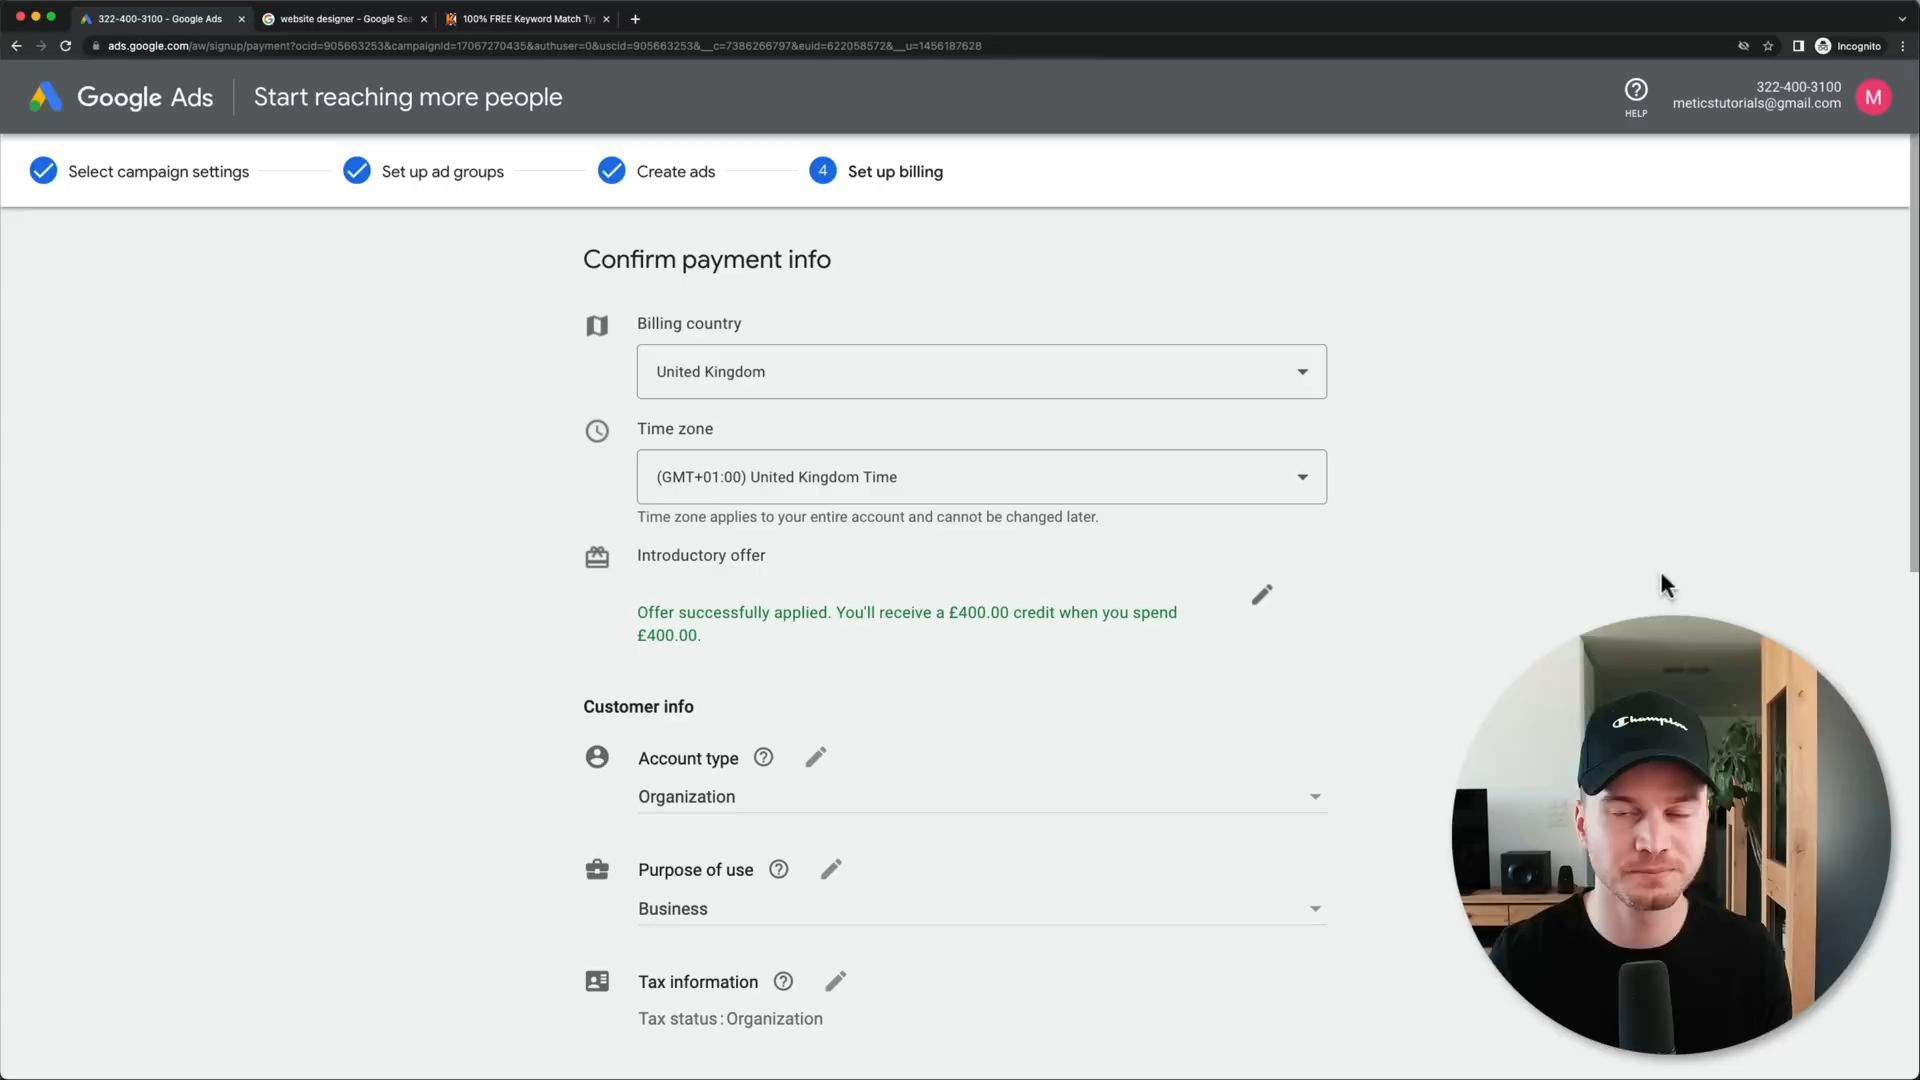 322-400-3100 - Google Ads
website designer - Google Sea
100% FREE Keyword Match Ty
ads.google.com/aw/signup/payment?ocid=905663253&campaignId=17067270435&authuser=0&uscid=905663253&__c=7386266797&euid=622058572&__u=1456187628
Incognito
Google Ads
Start reaching more people
HELP
322-400-3100
meticstutorials@gmail.com
M
Select campaign settings
Set up ad groups
Create ads
4
Set up billing
Confirm payment info
Billing country
United Kingdom
Time zone
(GMT+01:00) United Kingdom Time
Time zone applies to your entire account and cannot be changed later.
Introductory offer
Offer successfully applied. You'll receive a £400.00 credit when you spend
£400.00.
Customer info
Account type
Organization
Purpose of use
Business
Tax information
Tax status : Organization
Champion